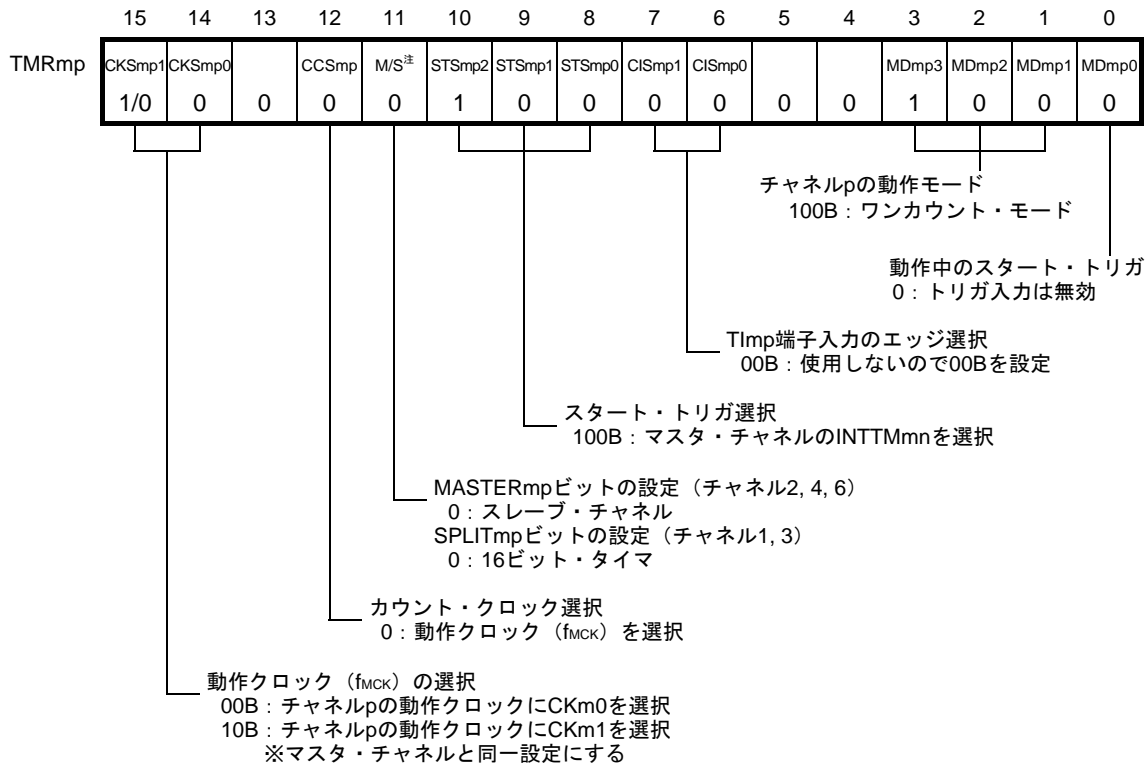 15 14 13 12 11 10 9 8 7 6 5 4 3 2 1 0
TMRmp CKSmp1 CKSmp0 CCSmp M/S注 STSmp2 STSmp1 STSmp0 CISmp1 CISmp0 MDmp3 MDmp2 MDmp1 MDmp0
1/0 0 0 0 0 1 0 0 0 0 0 0 1 0 0 0
チャネルpの動作モード
100B：ワンカウント・モード
動作中のスタート・トリガ
0：トリガ入力は無効
TImp端子入力のエッジ選択
00B：使用しないので00Bを設定
スタート・トリガ選択
100B：マスタ・チャネルのINTTMmnを選択
MASTERmpビットの設定（チャネル2, 4, 6）
0：スレーブ・チャネル
SPLITmpビットの設定（チャネル1, 3）
0：16ビット・タイマ
カウント・クロック選択
0：動作クロック（fMCK）を選択
動作クロック（fMCK）の選択
00B：チャネルpの動作クロックにCKm0を選択
10B：チャネルpの動作クロックにCKm1を選択
※マスタ・チャネルと同一設定にする